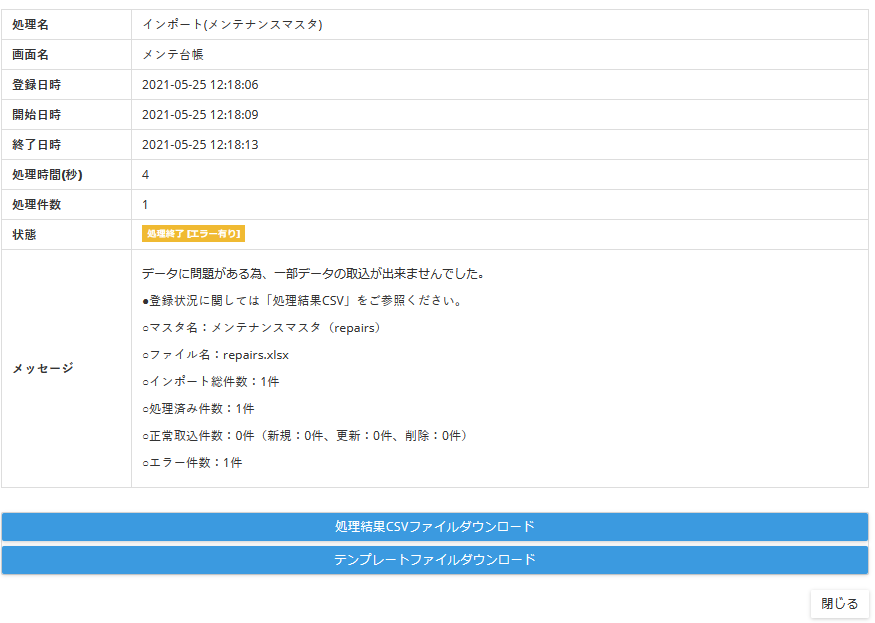 処理名 インポート(メンテナンスマスタ)
画面名 メンテ台帳
登録日時 2021-05-25 12:18:06
開始日時 2021-05-25 12:18:09
終了日時 2021-05-25 12:18:13
処理時間(秒) 4
処理件数 1
状態 処理終了 [エラー有り]
メッセージ
データに問題がある為、一部データの取込が出来ませんでした。
●登録状況に関しては「処理結果CSV」をご参照ください。
○マスタ名：メンテナンスマスタ（repairs）
○ファイル名：repairs.xlsx
○インポート総件数：1件
○処理済み件数：1件
○正常取込件数：0件（新規：0件、更新：0件、削除：0件）
○エラー件数：1件
処理結果CSVファイルダウンロード
テンプレートファイルダウンロード
閉じる